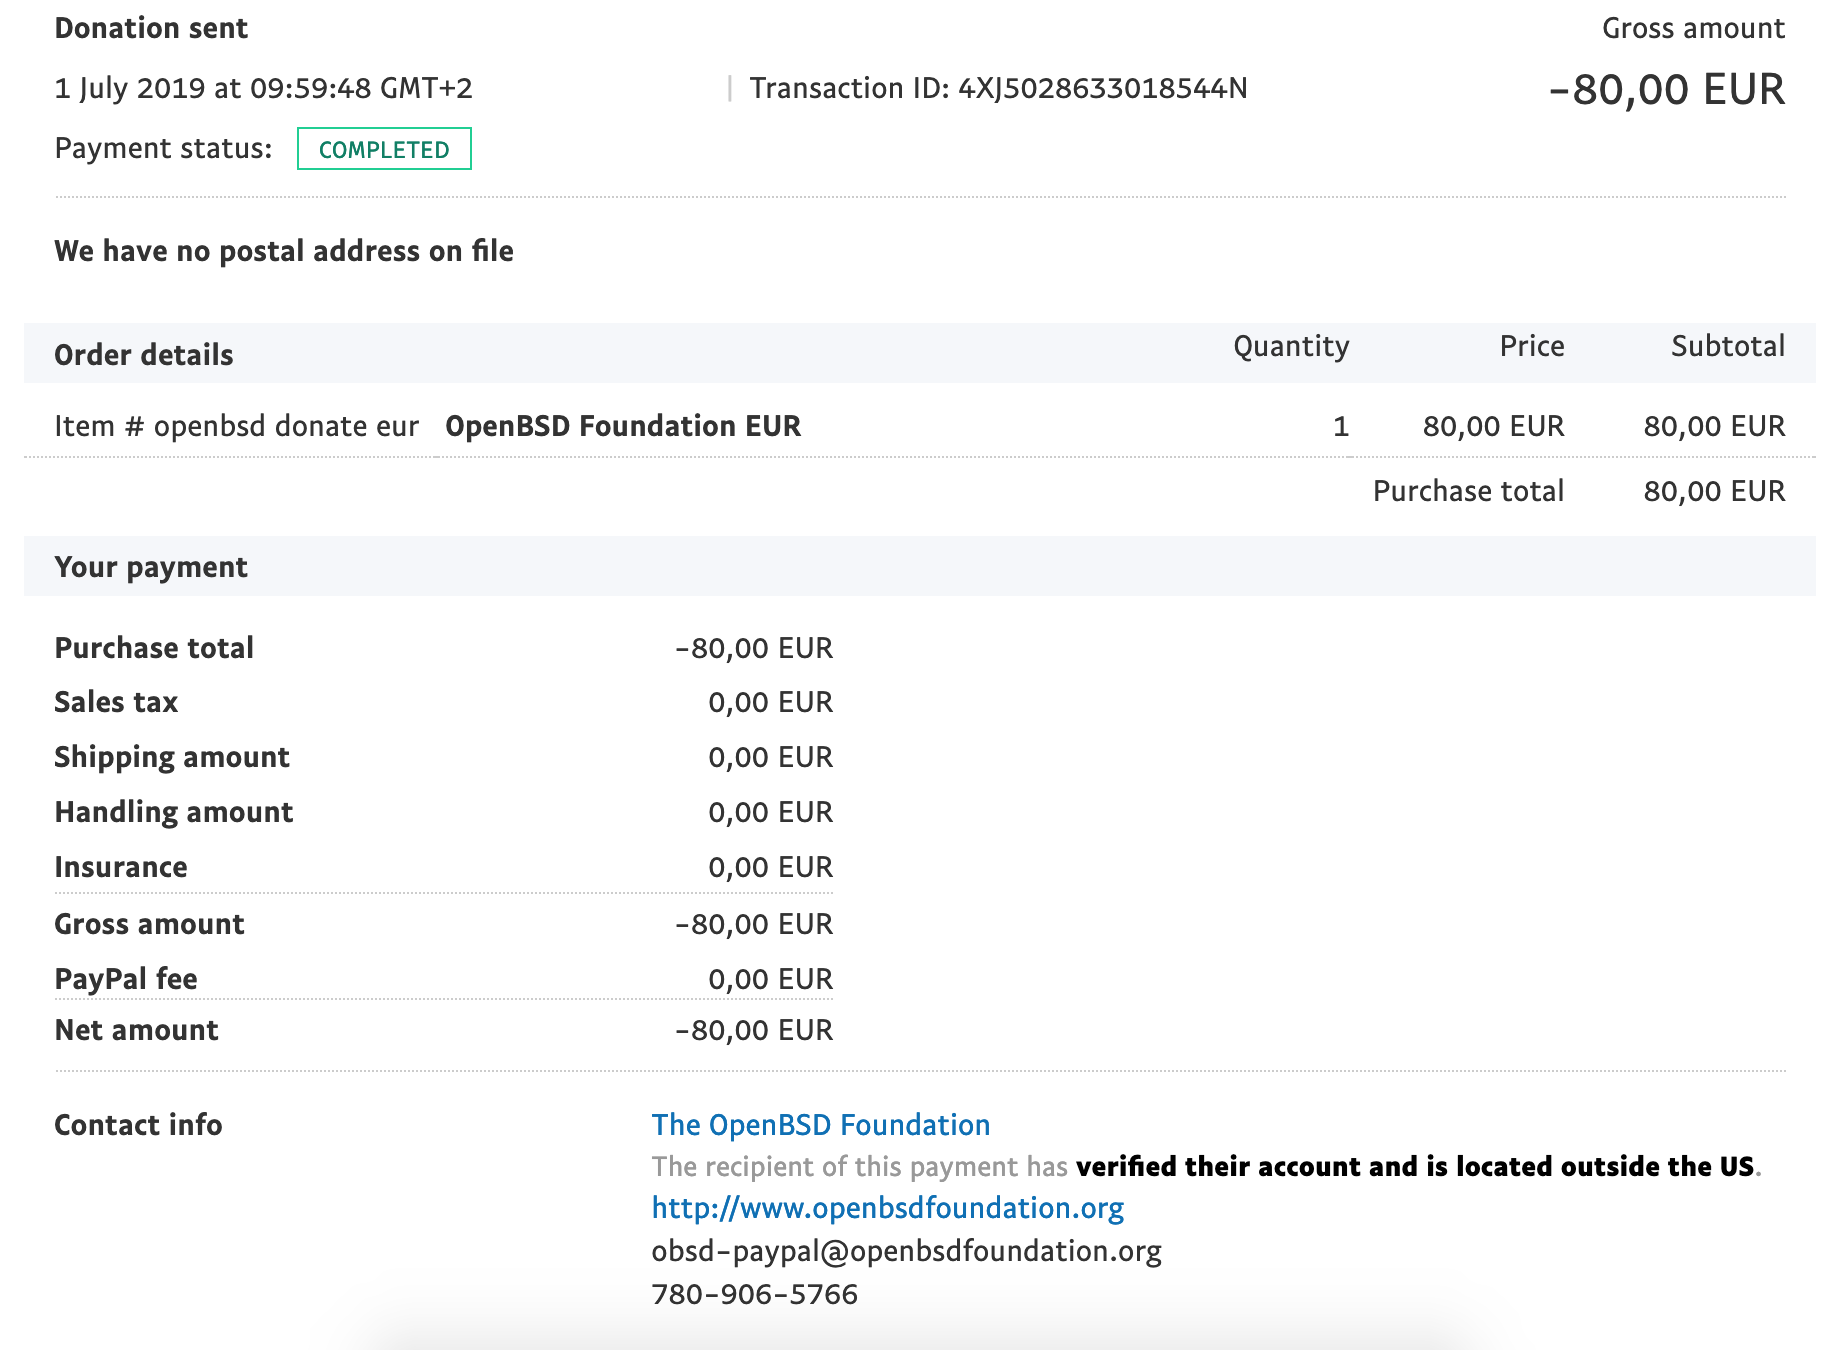 Donation sent
Gross amount
1 July 2019 at 09:59:48 GMT+2
Transaction ID: 4XJ5028633018544N
-80,00 EUR
Payment status: COMPLETED
We have no postal address on file
Order details Quantity Price Subtotal
Item # openbsd donate eur OpenBSD Foundation EUR 1 80,00 EUR 80,00 EUR
Purchase total 80,00 EUR
Your payment
Purchase total -80,00 EUR
Sales tax 0,00 EUR
Shipping amount 0,00 EUR
Handling amount 0,00 EUR
Insurance 0,00 EUR
Gross amount -80,00 EUR
PayPal fee 0,00 EUR
Net amount -80,00 EUR
Contact info The OpenBSD Foundation
The recipient of this payment has verified their account and is located outside the US.
http://www.openbsdfoundation.org
obsd-paypal@openbsdfoundation.org
780-906-5766